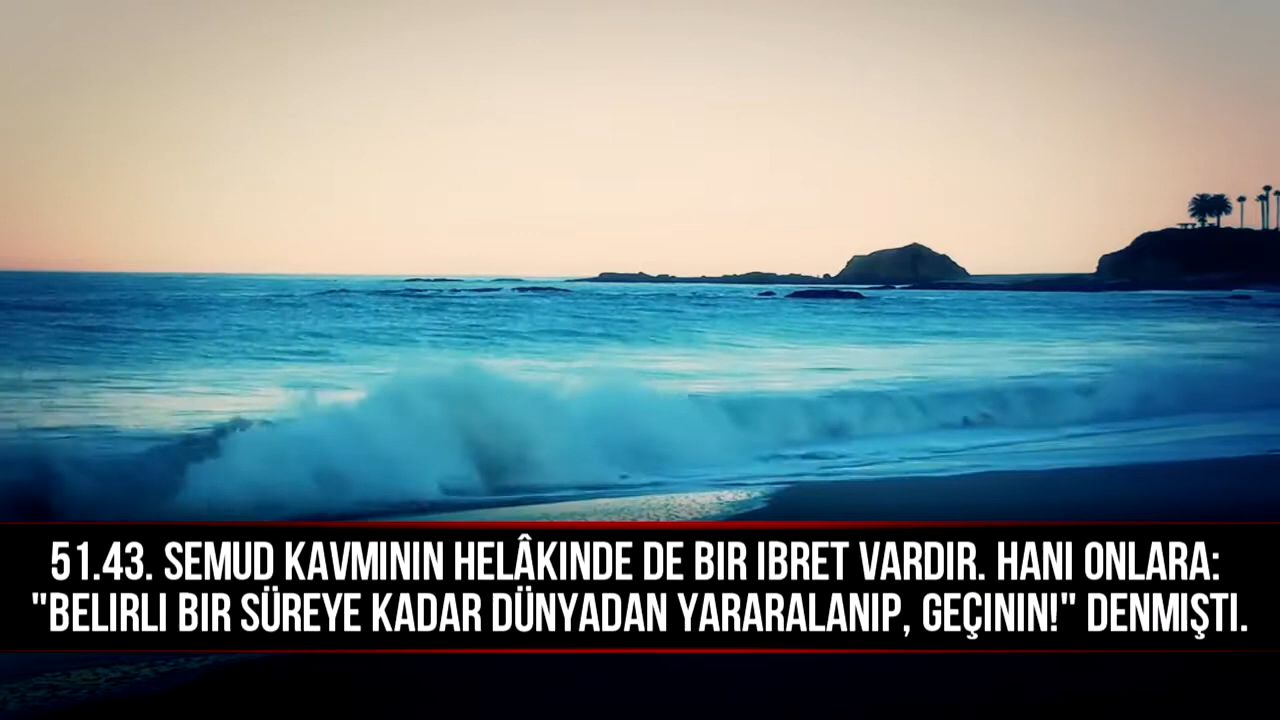 51.43. SEMUD KAVMININ HELÂKINDE DE BIR IBRET VARDIR. HANI ONLARA:
"BELIRLI BIR SÜREYE KADAR DÜNYADAN YARARALANIP, GEÇININ!" DENMIŞTI.